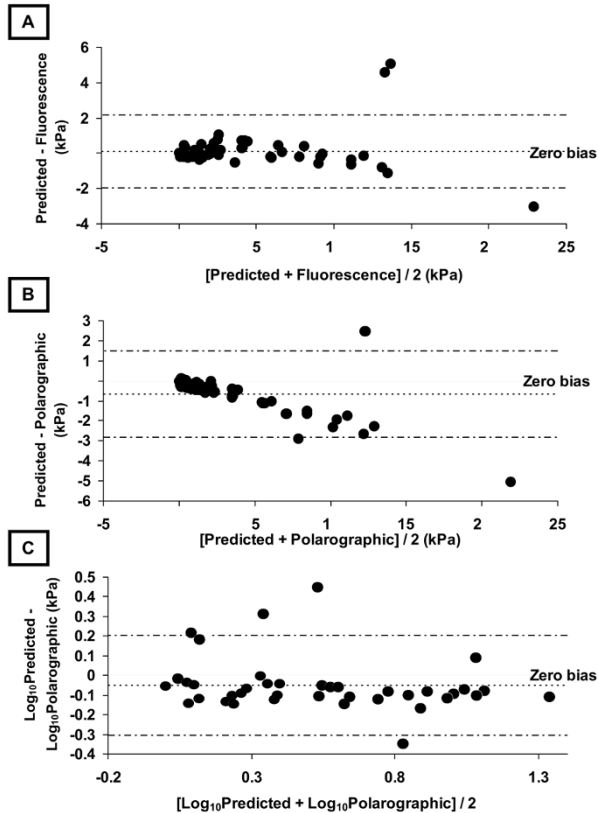 A
Predicted - Fluorescence
(kPa)
6
4
2
0
-2
-4
Zero bias
-5
5
15
2
25
[Predicted + Fluorescence] / 2 (kPa)
B
Predicted - Polarographic
(kPa)
3
1
-1
-2
-3
-4
-5
-6
Zero bias
-5
5
15
2
25
[Predicted + Polarographic] / 2 (kPa)
C
Log10Predicted -
Log10Polarographic (kPa)
0.5
0.4
0.3
0.2
0.1
0
-0.1
-0.2
-0.3
-0.4
Zero bias
-0.2
0.3
0.8
1.3
[Log10Predicted + Log10Polarographic] / 2